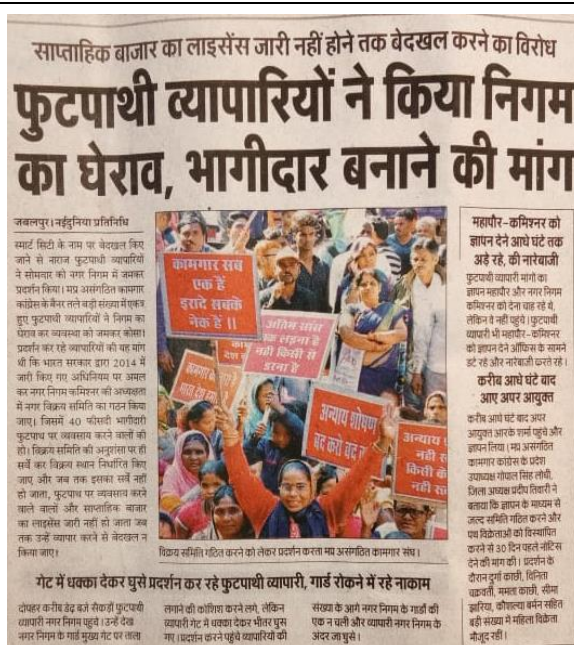 साप्ताहिक बाजार का लाइसेंस जारी नहीं होने तक बेदखल करने का विरोध
फुटपाथी व्यापारियों ने किया निगम
का घेराव, भागीदार बनाने की मांग
जबलपुर। नईदुनिया प्रतिनिधि
स्मार्ट सिटी के नाम पर बेदखल किए
जाने से नाराज फुटपाथी व्यापारियों
ने सोमवार को नगर निगम में जमकर
प्रदर्शन किया। मप्र असंगठित कामगार
कांग्रेस के बैनर तले बड़ी संख्या में एकत्र
हुए फुटपाथी व्यापारियों ने निगम का
घेराव कर व्यवस्था को जमकर कोसा।
प्रदर्शन कर रहे व्यापारियों की यह मांग
थी कि भारत सरकार द्वारा 2014 में
जारी किए गए अधिनियम पर अमल
कर नगर निगम कमिश्नर की अध्यक्षता
में नगर विक्रय समिति का गठन किया
जाए। जिसमें 40 फीसदी भागीदारी
फुटपाथ पर व्यवसाय करने वालों की
हो। विक्रय समिति की अनुशंसा पर ही
सर्वे कर विक्रय स्थान निर्धारित किए
जाए और जब तक इसका सर्वे नहीं
हो जाता, फुटपाथ पर व्यवसाय करने
वाले वालों और साप्ताहिक बाजार
का लाइसेंस जारी नहीं हो जाता जब
तक उन्हें व्यापार करने से बेदखल न
किया जाए।
कामगार सब
एक हैं
इरादे सबके
नेक हैं ।।
अंतिम सांस
तक लड़ना है
नही किसी से
डरना है
अन्याय शोषण
बंद करो बंद
अन्याय
नही स
किसी के
नही स
विक्रय समिति गठित करने को लेकर प्रदर्शन करता मप्र असंगठित कामगार संघ।
महापौर-कमिश्नर को
ज्ञापन देने आधे घंटे तक
अड़े रहे, की नारेबाजी
फुटपाथी व्यापारी मांगो का
ज्ञापन महापौर और नगर निगम
कमिश्नर को देना चाह रहे थे,
लेकिन वे नहीं पहुंचे। फुटपाथ
व्यापारी भी महापौर-कमिश्नर
को ज्ञापन देने ऑफिस के सामने
डटे रहे और नारेबाजी करते रहे।
करीब आधे घंटे बाद
आए अपर आयुक्त
करीब आधे घंटे बाद अपर
आयुक्त शर्मा पहुंचे और
ज्ञापन लिया। मप्र असंगठित
कामगार कांग्रेस के प्रदेश
उपाध्यक्ष गोपाल सिंह लोधी,
जिला अध्यक्ष प्रदीप तिवारी ने
बताया कि ज्ञापन के माध्यम से
जल्द समिति गठित करने और
पथ विक्रेताओं को विस्थापित
करने से 30 दिन पहले नोटिस
देने की मांग की। प्रदर्शन के
दौरान दुर्गा काछी, विनिता
चक्रवर्ती, ममता काछी, सीमा
झारिया, कौशल्या बर्मन सहित
बड़ी संख्या में महिला विक्रेता
मौजूद रहीं।
गेट में धक्का देकर घुसे प्रदर्शन कर रहे फुटपाथी व्यापारी, गार्ड रोकने में रहे नाकाम
दोपहर करीब डेढ़ बजे सैकड़ों फुटपाथी
व्यापारी नगर निगम पहुंचे। उन्हें देख
नगर निगम के गार्ड मुख्य गेट पर ताला
लगाने की कोशिश करने लगे, लेकिन
व्यापारी गेट में धक्का देकर भीतर घुस
गए। प्रदर्शन करने पहुंचे व्यापारियों की
संख्या के आगे नगर निगम के गार्डों की
एक न चली और व्यापारी नगर निगम के
अंदर जा घुसे।